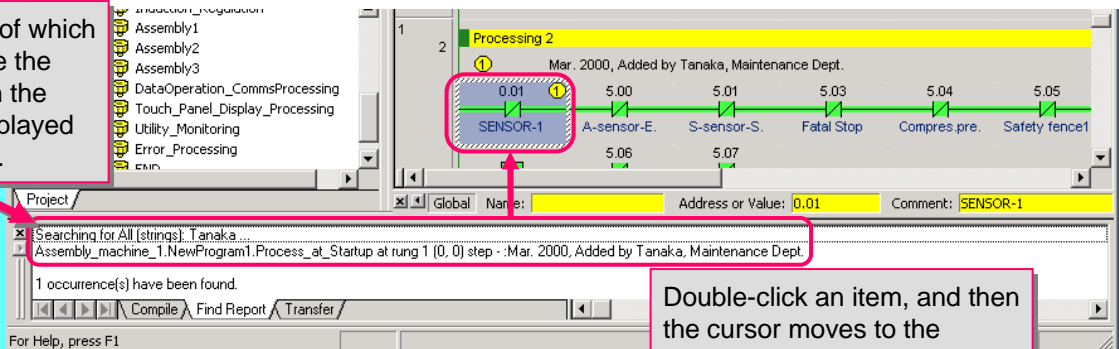 of which
e the
n the
played
Assembly1
Assembly2
Assembly3
DataOperation_CommsProcessing
Touch_Panel_Display_Processing
Utility_Monitoring
Error_Processing
END
Project
1
2
Processing 2
1 Mar. 2000, Added by Tanaka, Maintenance Dept.
0.01 1 5.00 5.01 5.03 5.04 5.05
SENSOR-1 A-sensor-E. S-sensor-S. Fatal Stop Compres.pre. Safety fence1
5.06 5.07
Global Name: Address or Value: 0.01 Comment: SENSOR-1
Searching for All (strings): Tanaka ...
Assembly_machine_1.NewProgram1.Process_at_Startup at rung 1 (0, 0) step - :Mar. 2000, Added by Tanaka, Maintenance Dept.
1 occurrence(s) have been found.
Compile Find Report Transfer
For Help, press F1
Double-click an item, and then
the cursor moves to the